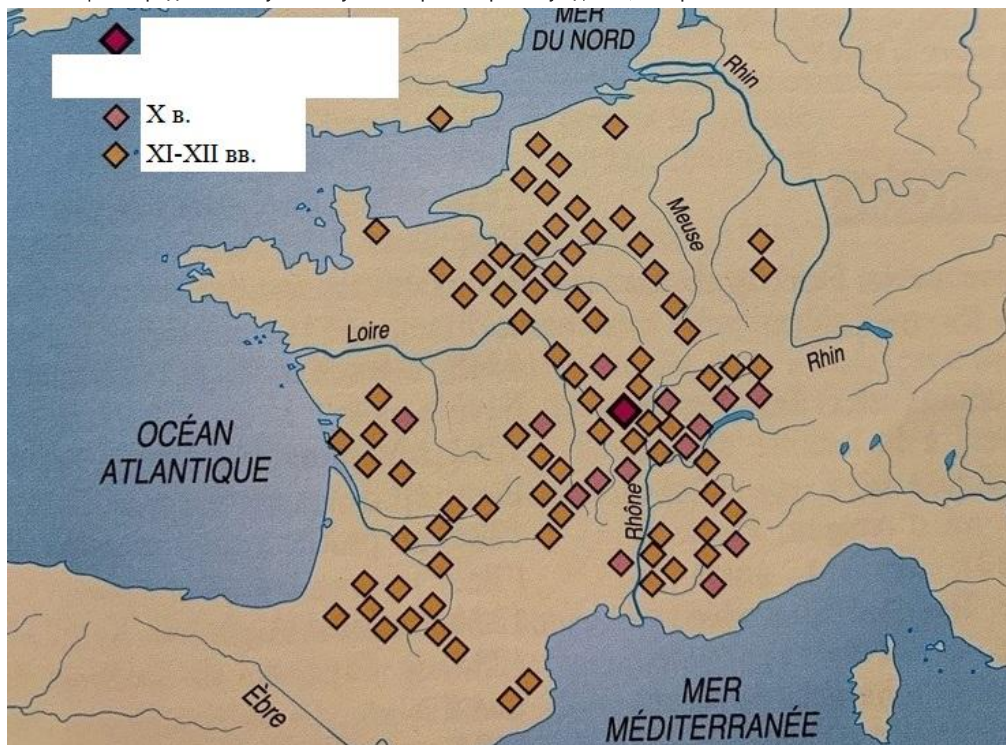 MER
DU NORD
Rhin
X в.
XI-XII вв.
Meuse
Loire
Rhin
OCÉAN
ATLANTIQUE
Rhône
Èbre
MER
MÉDITERRANÉE